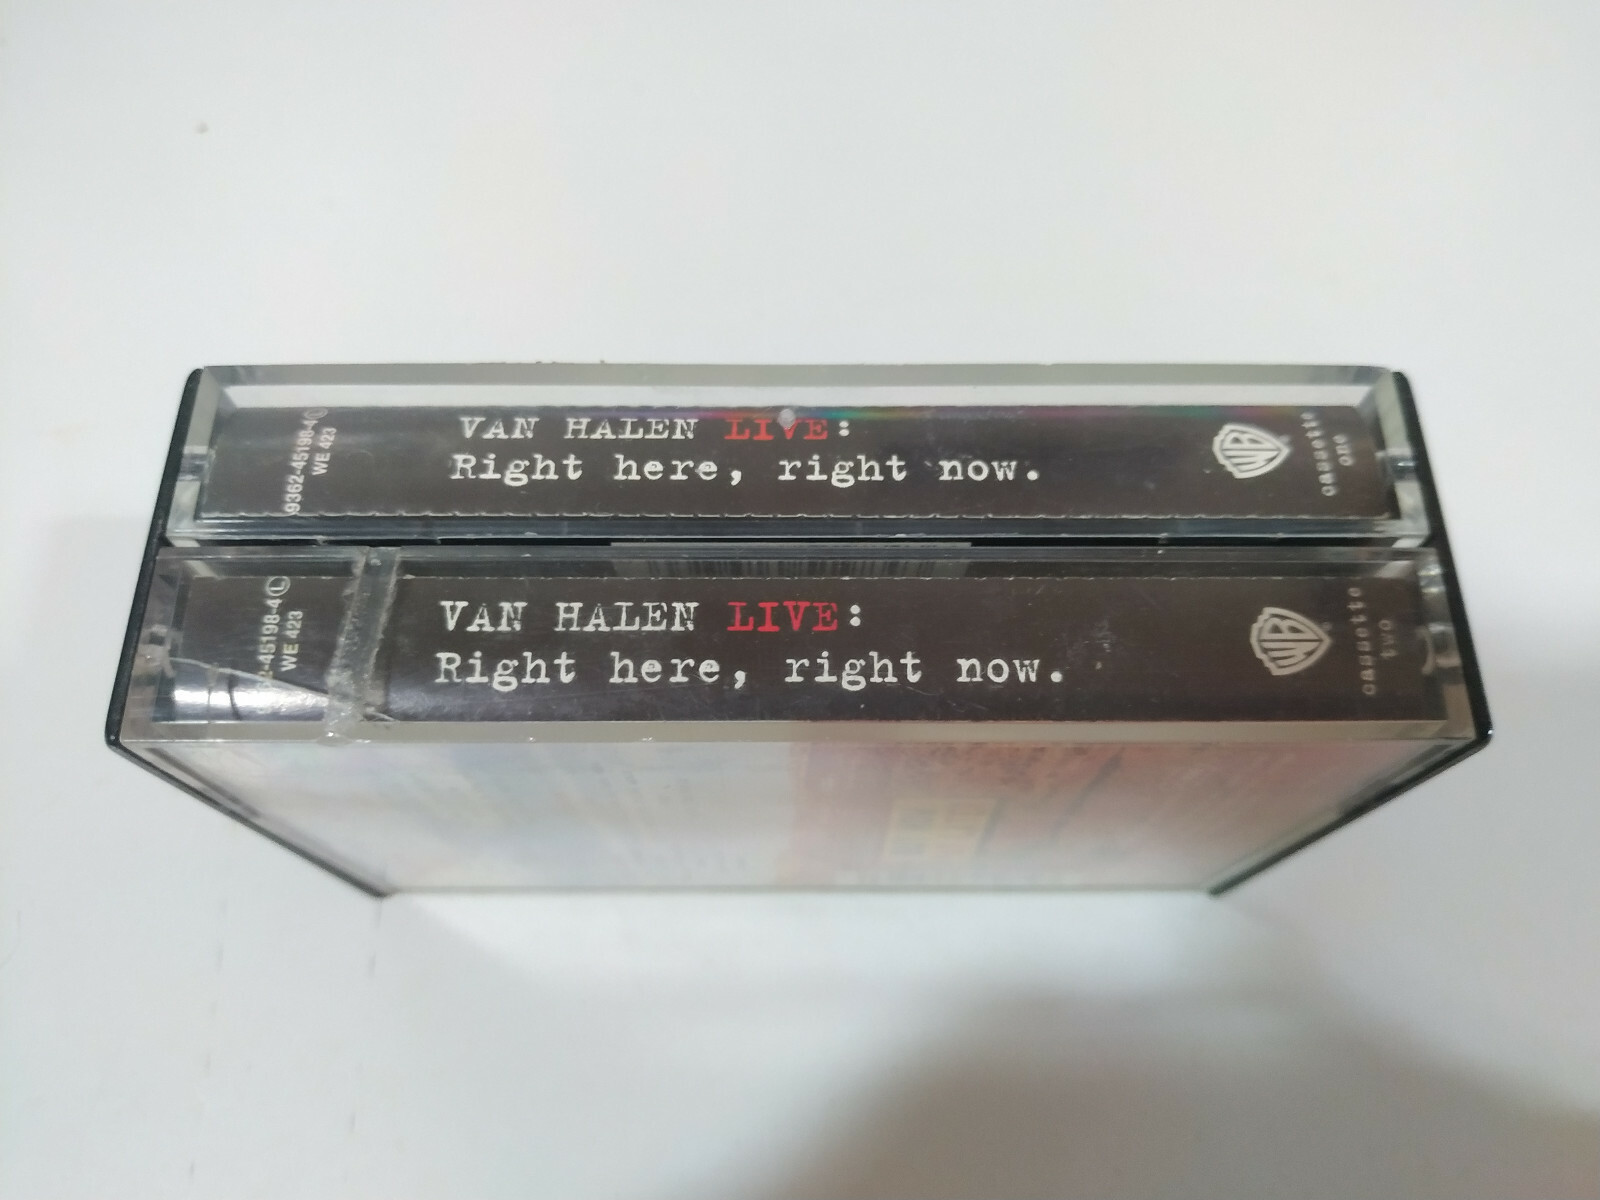 9362-45198-4 Ⓛ
WE 423
VAN HALEN LIVE:
Right here, right now.
WB
cassette
one
2-45198-4 Ⓛ
WE 423
VAN HALEN LIVE:
Right here, right now.
WB
cassette
two